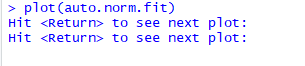 > plot(auto.norm.fit)
Hit <Return> to see next plot:
Hit <Return> to see next plot: